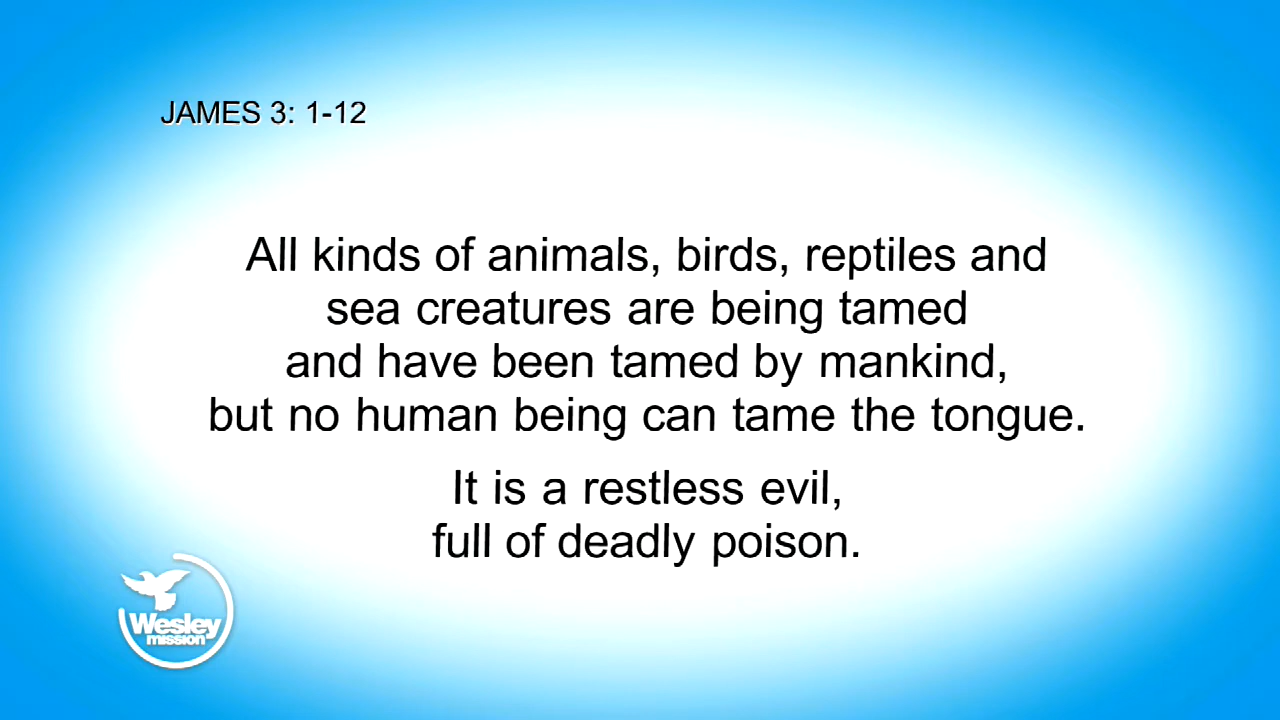 JAMES 3: 1-12
All kinds of animals, birds, reptiles and
sea creatures are being tamed
and have been tamed by mankind,
but no human being can tame the tongue.
It is a restless evil,
full of deadly poison.
Wesley
mission